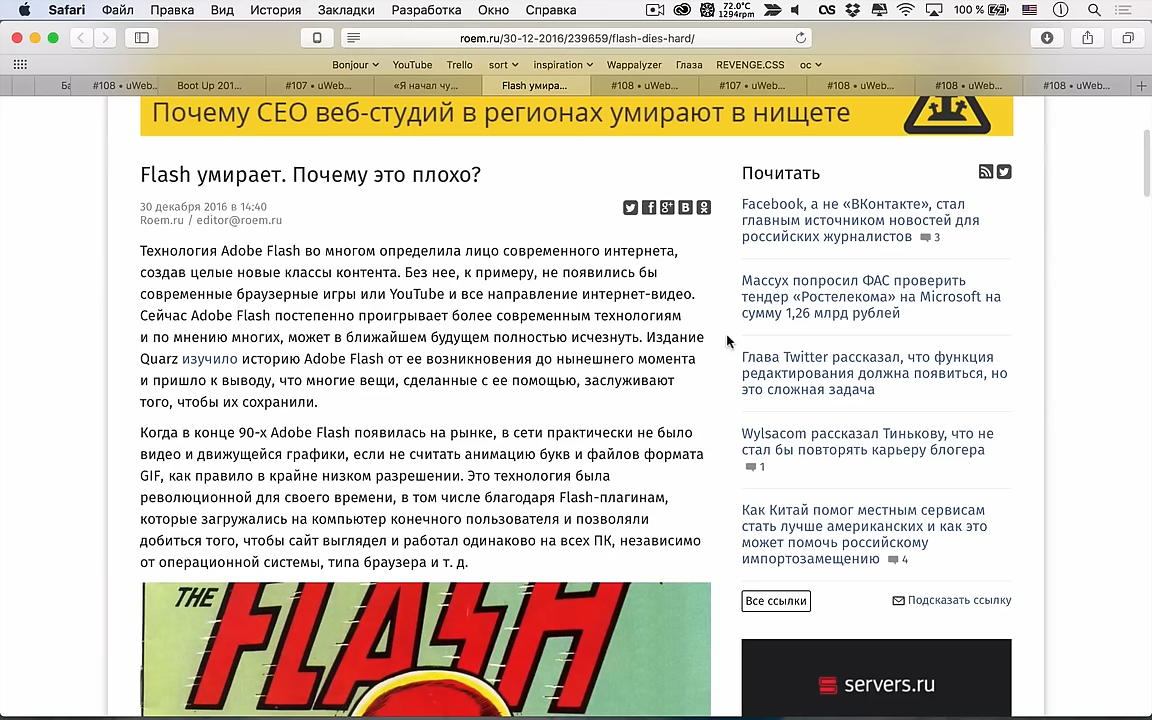 Safari Файл Правка Вид История Закладки Разработка Окно Справка
72.0°C
1294rpm
100 %
roem.ru/30-12-2016/239659/flash-dies-hard/
Bonjour YouTube Trello sort inspiration Wappalyzer Глаза REVENGE.CSS ос
#108 • uWeb... Boot Up 201... #107 • uWeb... «Я начал чу... Flash умира... #108 • uWeb... #107 • uWeb... #108 • uWeb... #108 • uWeb... #108 • uWeb...
Почему CEO веб-студий в регионах умирают в нищете
Flash умирает. Почему это плохо?
30 декабря 2016 в 14:40
Roem.ru / editor@roem.ru
Технология Adobe Flash во многом определила лицо современного интернета,
создав целые новые классы контента. Без нее, к примеру, не появились бы
современные браузерные игры или YouTube и все направление интернет-видео.
Сейчас Adobe Flash постепенно проигрывает более современным технологиям
и по мнению многих, может в ближайшем будущем полностью исчезнуть. Издание
Quarz изучило историю Adobe Flash от ее возникновения до нынешнего момента
и пришло к выводу, что многие вещи, сделанные с ее помощью, заслуживают
того, чтобы их сохранили.
Когда в конце 90-х Adobe Flash появилась на рынке, в сети практически не было
видео и движущейся графики, если не считать анимацию букв и файлов формата
GIF, как правило в крайне низком разрешении. Это технология была
революционной для своего времени, в том числе благодаря Flash-плагинам,
которые загружались на компьютер конечного пользователя и позволяли
добиться того, чтобы сайт выглядел и работал одинаково на всех ПК, независимо
от операционной системы, типа браузера и т. д.
THE FLASH
Почитать
Facebook, а не «ВКонтакте», стал
главным источником новостей для
российских журналистов 3
Массух попросил ФАС проверить
тендер «Ростелекома» на Microsoft на
сумму 1,26 млрд рублей
Глава Twitter рассказал, что функция
редактирования должна появиться, но
это сложная задача
Wylsacom рассказал Тинькову, что не
стал бы повторять карьеру блогера
1
Как Китай помог местным сервисам
стать лучше американских и как это
может помочь российскому
импортозамещению 4
Все ссылки Подсказать ссылку
servers.ru